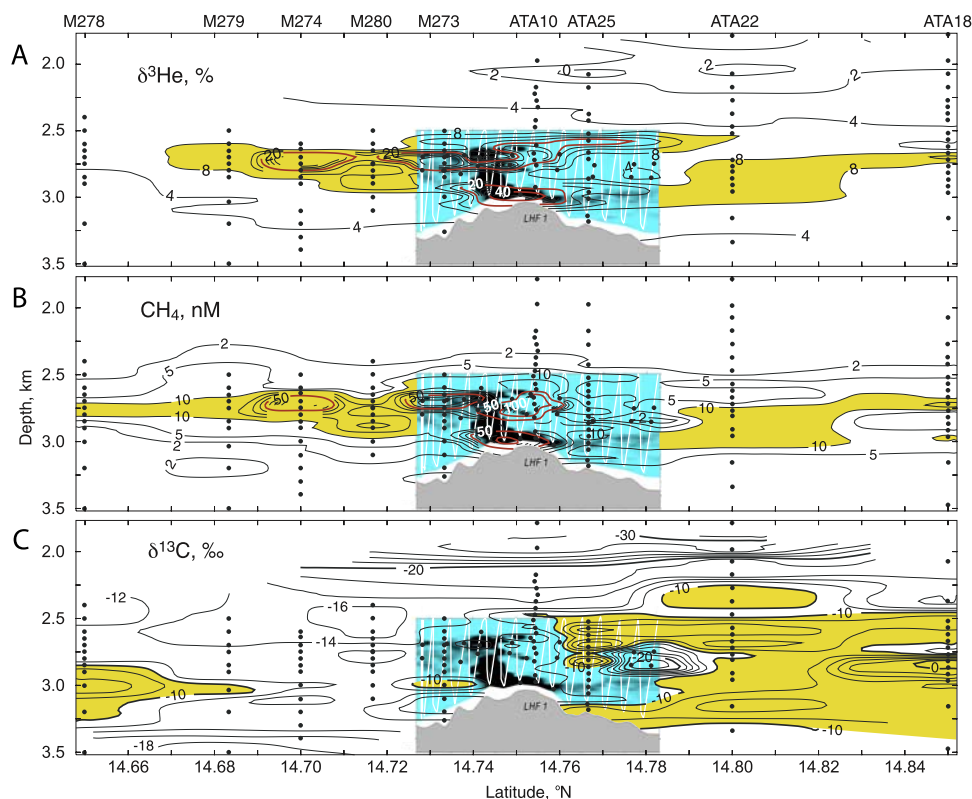 M278 M279 M274 M280 M273 ATA10 ATA25 ATA22 ATA18
A
δ³He, %
2.0
2.5
3.0
3.5
2 0 2 2
4 4
8 8
20 20 8 8 8
4 20 40 4
4 4
LHF 1
B
CH₄, nM
Depth, km
2.0
2.5
3.0
3.5
2 2 2
5 5 5
10 10 10
50 50 50 100
10 10 2
5 50 10 10
2 5
2
LHF 1
C
δ¹³C, ‰
2.0
2.5
3.0
3.5
-30
-20
-12 -16 -10 -10
-14
-20 0
-10 -10 -10 -10
-18 -10
LHF 1
14.66 14.68 14.70 14.72 14.74 14.76 14.78 14.80 14.82 14.84
Latitude, °N